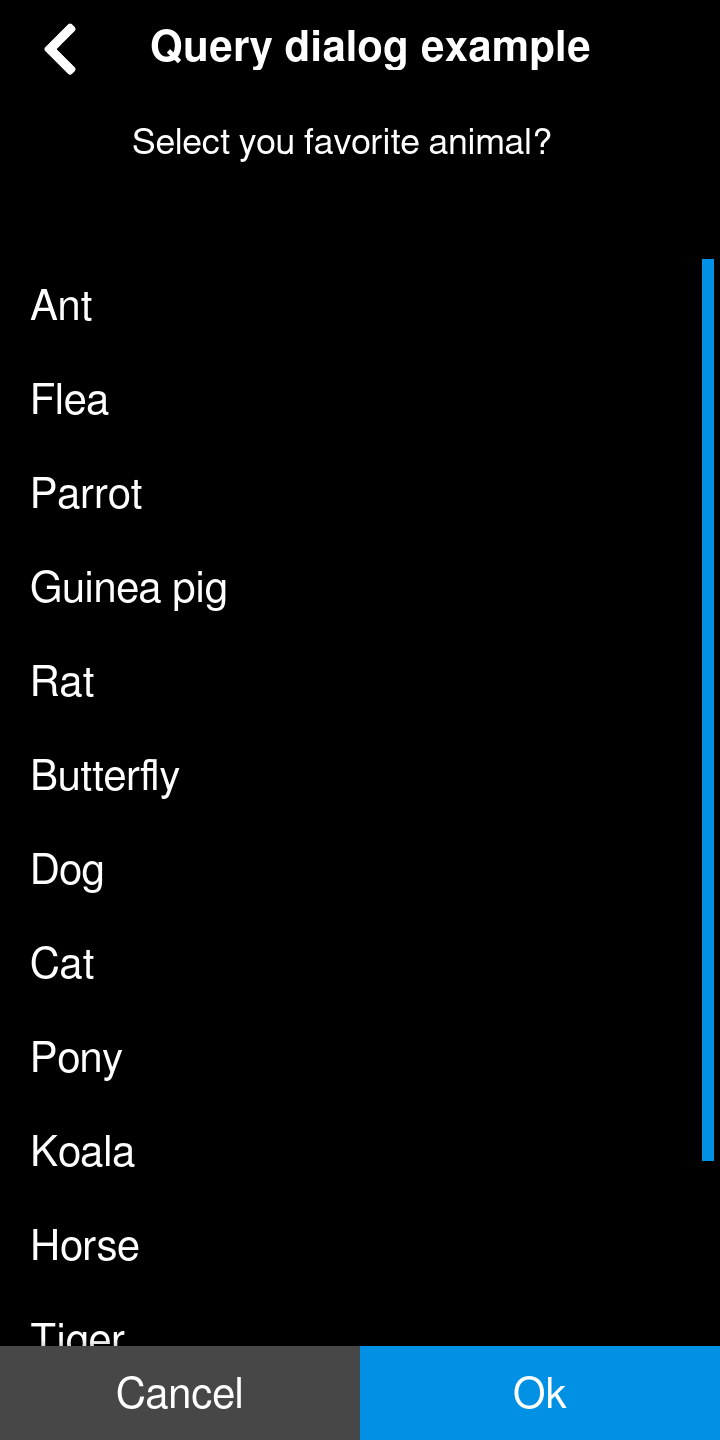 Query dialog example
Select you favorite animal?
Ant
Flea
Parrot
Guinea pig
Rat
Butterfly
Dog
Cat
Pony
Koala
Horse
Tiger
Cancel
Ok